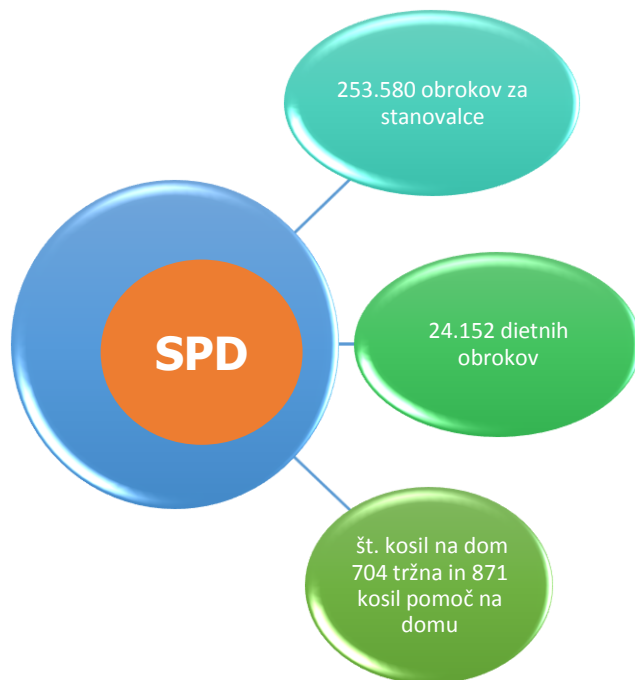 253.580 obrokov za
stanovalce
SPD
24.152 dietnih
obrokov
št. kosil na dom
704 tržna in 871
kosil pomoč na
domu